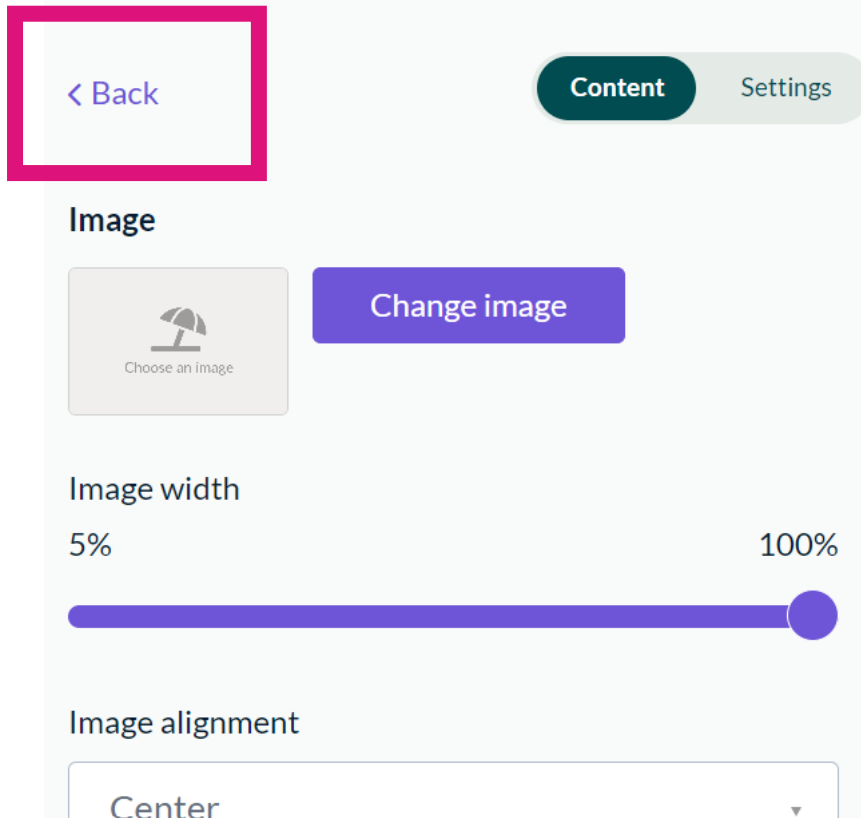 Back
Content Settings
Image
Choose an image
Change image
Image width
5% 100%
Image alignment
Center